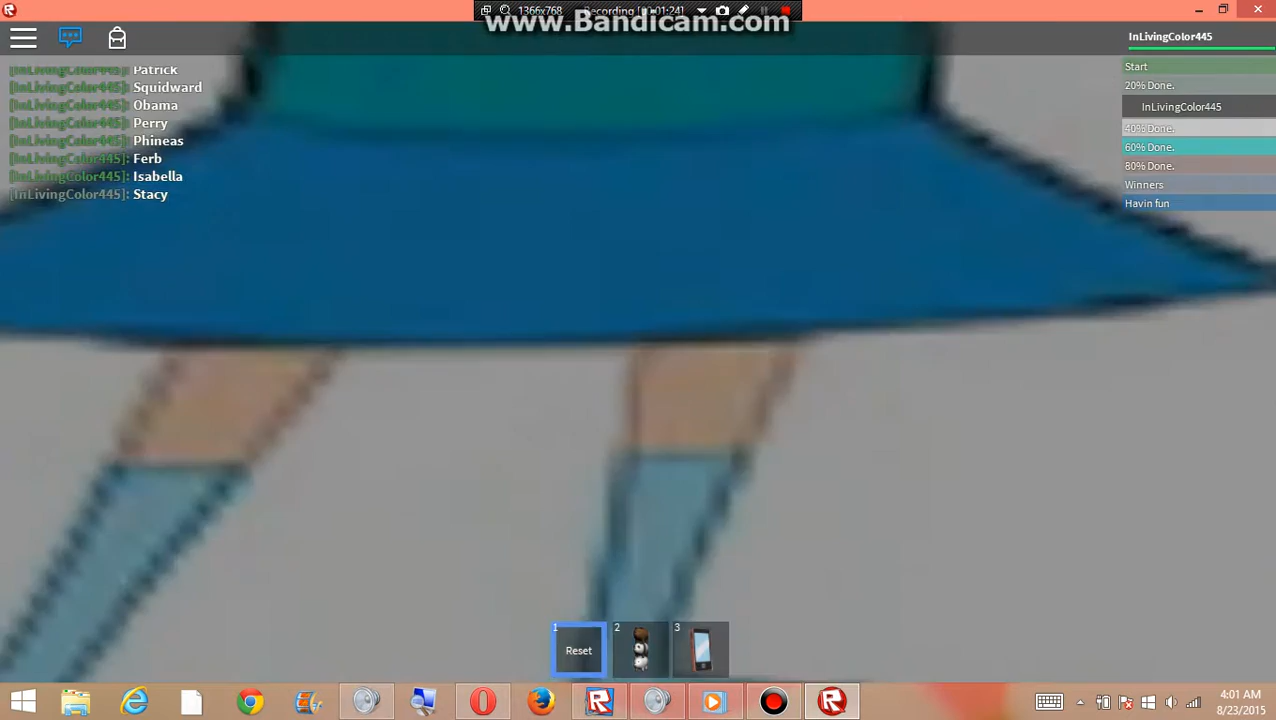 1366x768 Recording [00:01:24]
www.Bandicam.com
InLivingColor445
[InLivingColor445]: Patrick
[InLivingColor445]: Squidward
[InLivingColor445]: Obama
[InLivingColor445]: Perry
[InLivingColor445]: Phineas
[InLivingColor445]: Ferb
[InLivingColor445]: Isabella
[InLivingColor445]: Stacy
Start
20% Done.
InLivingColor445
40% Done.
60% Done.
80% Done.
Winners
Havin fun
1
Reset
2
3
4:01 AM
8/23/2015